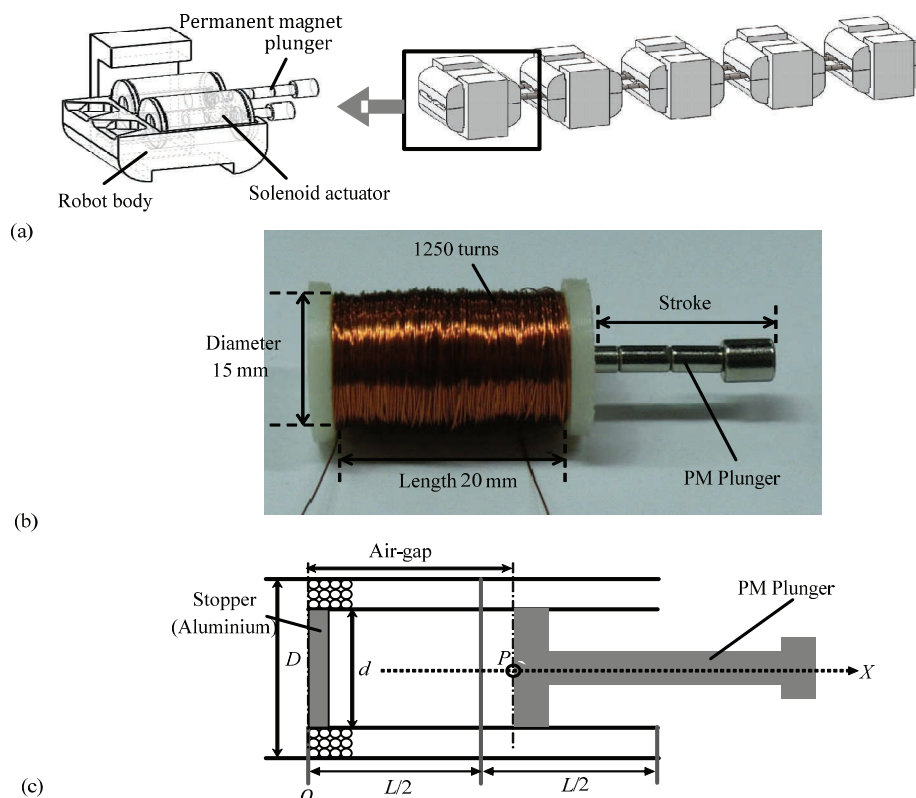 Permanent magnet
plunger
Robot body
Solenoid actuator
(a)
1250 turns
Stroke
Diameter
15 mm
Length 20 mm
PM Plunger
(b)
Air-gap
Stopper
(Aluminium)
PM Plunger
D
d
P
X
L/2
L/2
O
(c)